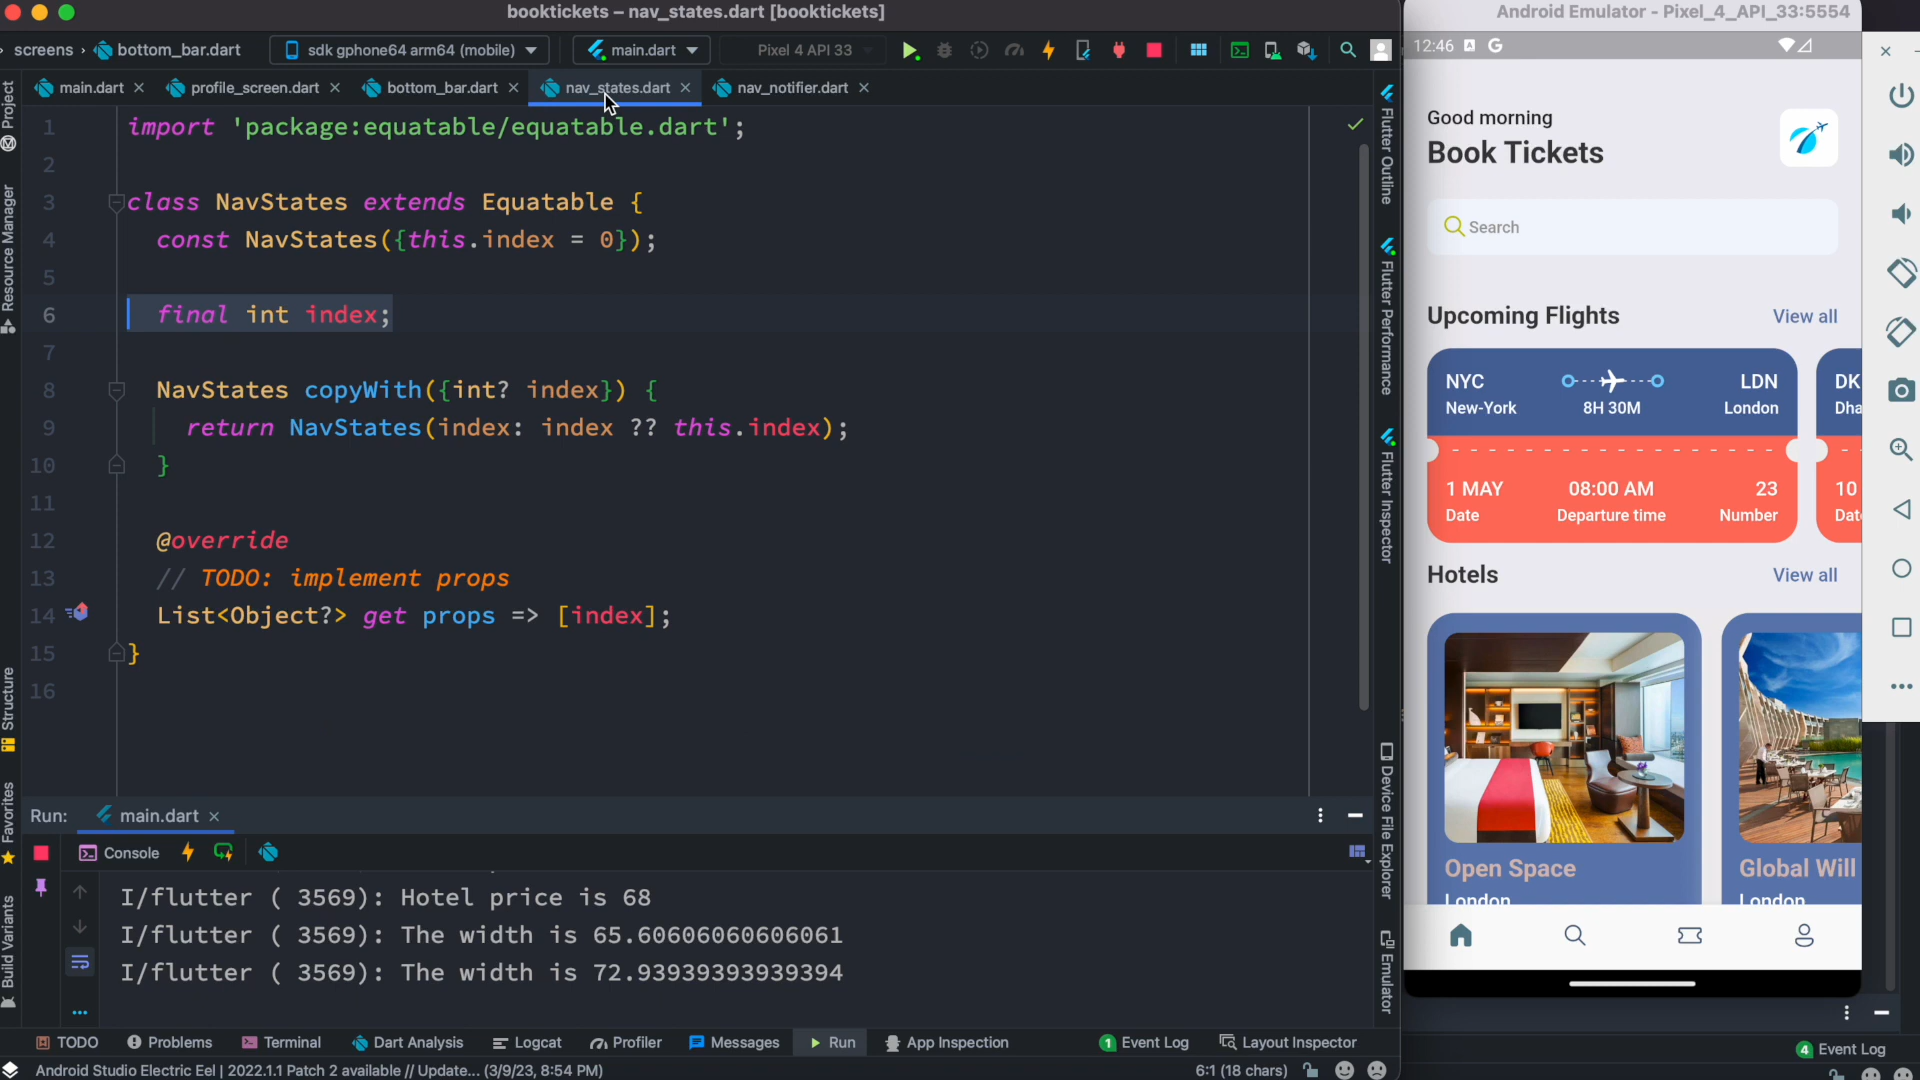 booktickets – nav_states.dart [booktickets]
screens › bottom_bar.dart
sdk gphone64 arm64 (mobile)
main.dart
Pixel 4 API 33
main.dart
profile_screen.dart
bottom_bar.dart
nav_states.dart
nav_notifier.dart
Project
Resource Manager
Structure
Favorites
Build Variants
1 import 'package:equatable/equatable.dart';
2
3 class NavStates extends Equatable {
4 const NavStates({this.index = 0});
5
6 final int index;
7
8 NavStates copyWith({int? index}) {
9 return NavStates(index: index ?? this.index);
10 }
11
12 @override
13 // TODO: implement props
14 List<Object?> get props => [index];
15 }
16
Flutter Outline
Flutter Performance
Flutter Inspector
Device File Explorer
Emulator
Run: main.dart
Console
I/flutter ( 3569): Hotel price is 68
I/flutter ( 3569): The width is 65.60606060606061
I/flutter ( 3569): The width is 72.93939393939394
TODO
Problems
Terminal
Dart Analysis
Logcat
Profiler
Messages
Run
App Inspection
1 Event Log
Layout Inspector
Android Studio Electric Eel | 2022.1.1 Patch 2 available // Update... (3/9/23, 8:54 PM)
6:1 (18 chars)
Android Emulator - Pixel_4_API_33:5554
12:46
Good morning
Book Tickets
Search
Upcoming Flights
View all
NYC
LDN
New-York
8H 30M
London
1 MAY
08:00 AM
23
Date
Departure time
Number
DK
Dha
10
Dat
Hotels
View all
Open Space
London
Global Will
London
4 Event Log